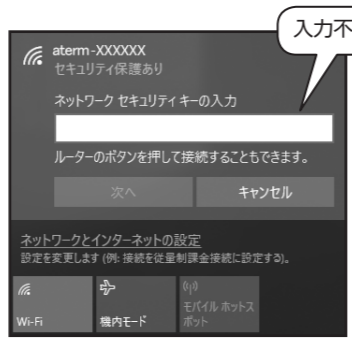 入力不
aterm-XXXXXX
セキュリティ保護あり
ネットワーク セキュリティ キーの入力
ルーターのボタンを押して接続することもできます。
次へ
キャンセル
ネットワークとインターネットの設定
設定を変更します (例: 接続を従量制課金接続に設定する)。
Wi-Fi
機内モード
モバイル ホットス
ポット